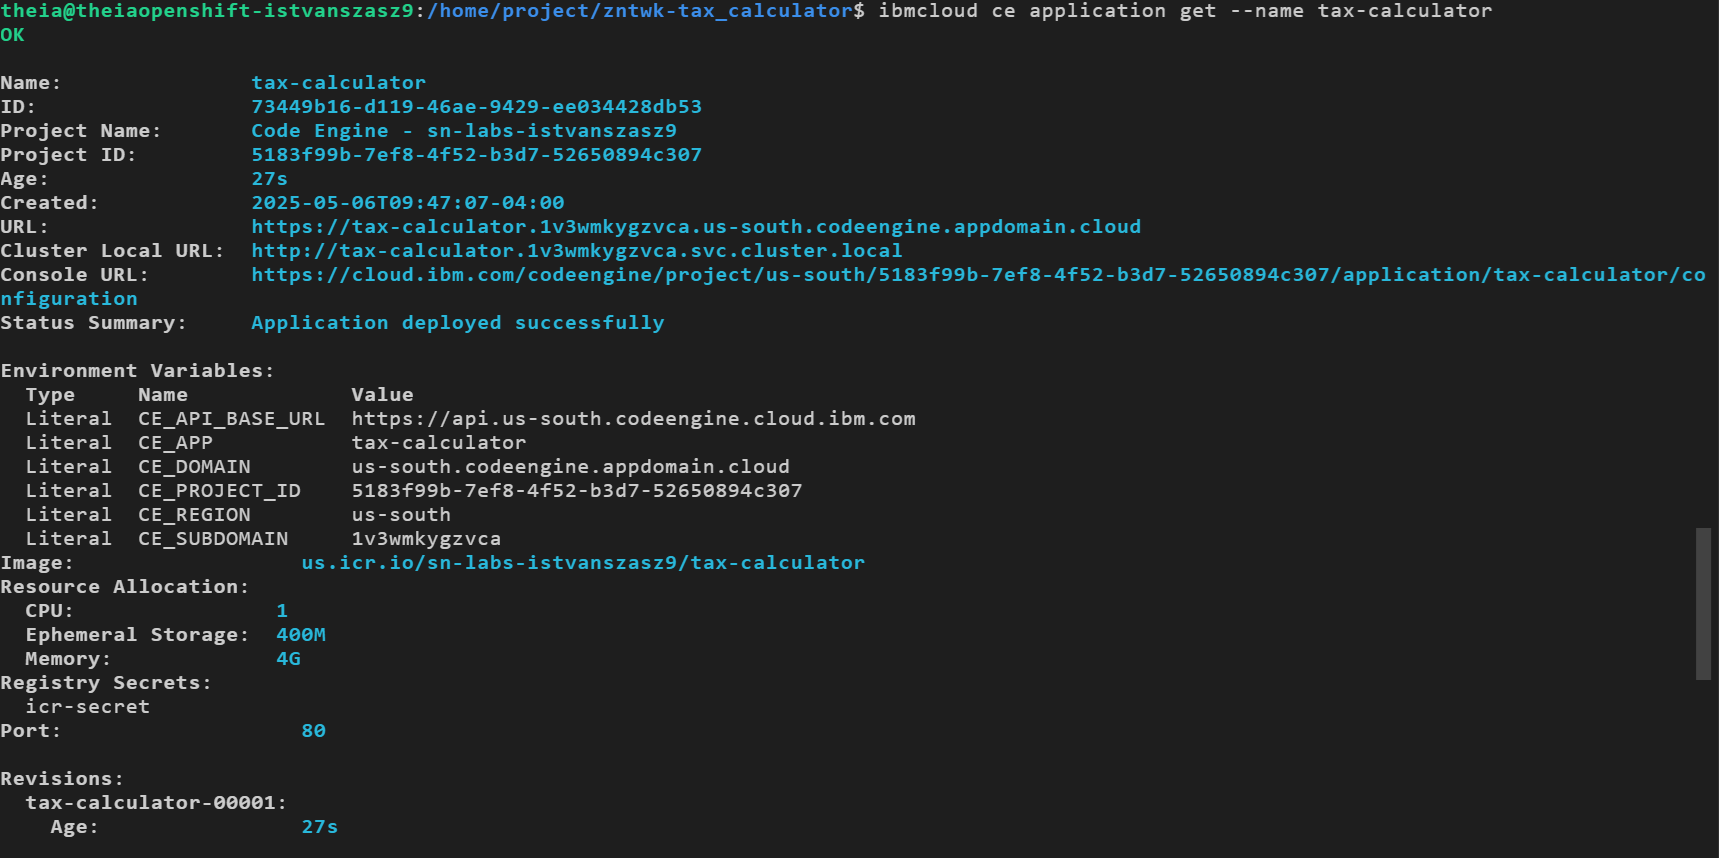 theia@theiaopenshift-istvanszasz9:/home/project/zntwk-tax_calculator$ ibmcloud ce application get --name tax-calculator
OK
Name: tax-calculator
ID: 73449b16-d119-46ae-9429-ee034428db53
Project Name: Code Engine - sn-labs-istvanszasz9
Project ID: 5183f99b-7ef8-4f52-b3d7-52650894c307
Age: 27s
Created: 2025-05-06T09:47:07-04:00
URL: https://tax-calculator.1v3wmkygzvca.us-south.codeengine.appdomain.cloud
Cluster Local URL: http://tax-calculator.1v3wmkygzvca.svc.cluster.local
Console URL: https://cloud.ibm.com/codeengine/project/us-south/5183f99b-7ef8-4f52-b3d7-52650894c307/application/tax-calculator/co
nfiguration
Status Summary: Application deployed successfully
Environment Variables:
Type Name Value
Literal CE_API_BASE_URL https://api.us-south.codeengine.cloud.ibm.com
Literal CE_APP tax-calculator
Literal CE_DOMAIN us-south.codeengine.appdomain.cloud
Literal CE_PROJECT_ID 5183f99b-7ef8-4f52-b3d7-52650894c307
Literal CE_REGION us-south
Literal CE_SUBDOMAIN 1v3wmkygzvca
Image: us.icr.io/sn-labs-istvanszasz9/tax-calculator
Resource Allocation:
CPU: 1
Ephemeral Storage: 400M
Memory: 4G
Registry Secrets:
icr-secret
Port: 80
Revisions:
tax-calculator-00001:
Age: 27s